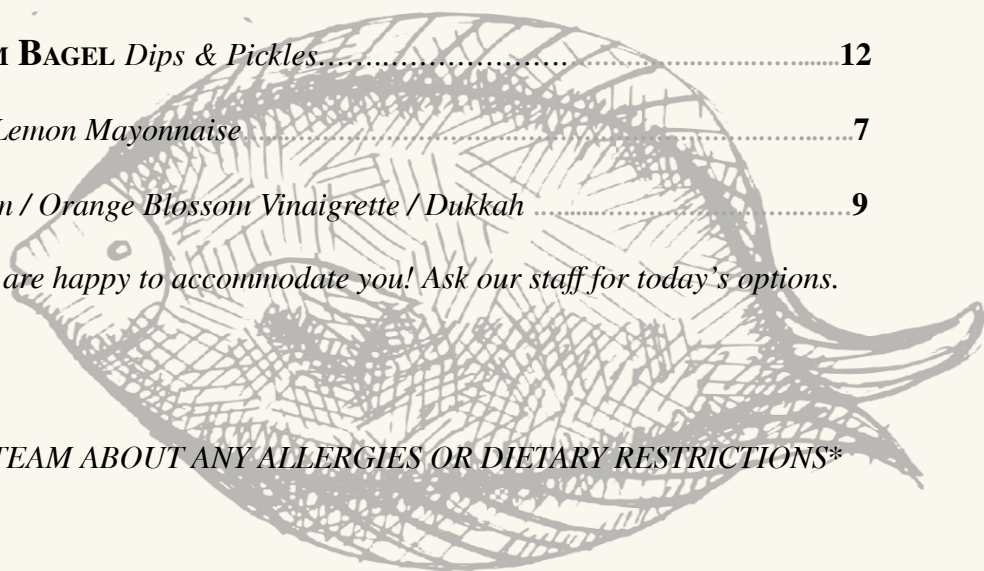 BAGEL Dips & Pickles.......................................................12
Lemon Mayonnaise.......................................................7
/ Orange Blossom Vinaigrette / Dukkah .......................................................9
are happy to accommodate you! Ask our staff for today's options.
TEAM ABOUT ANY ALLERGIES OR DIETARY RESTRICTIONS*